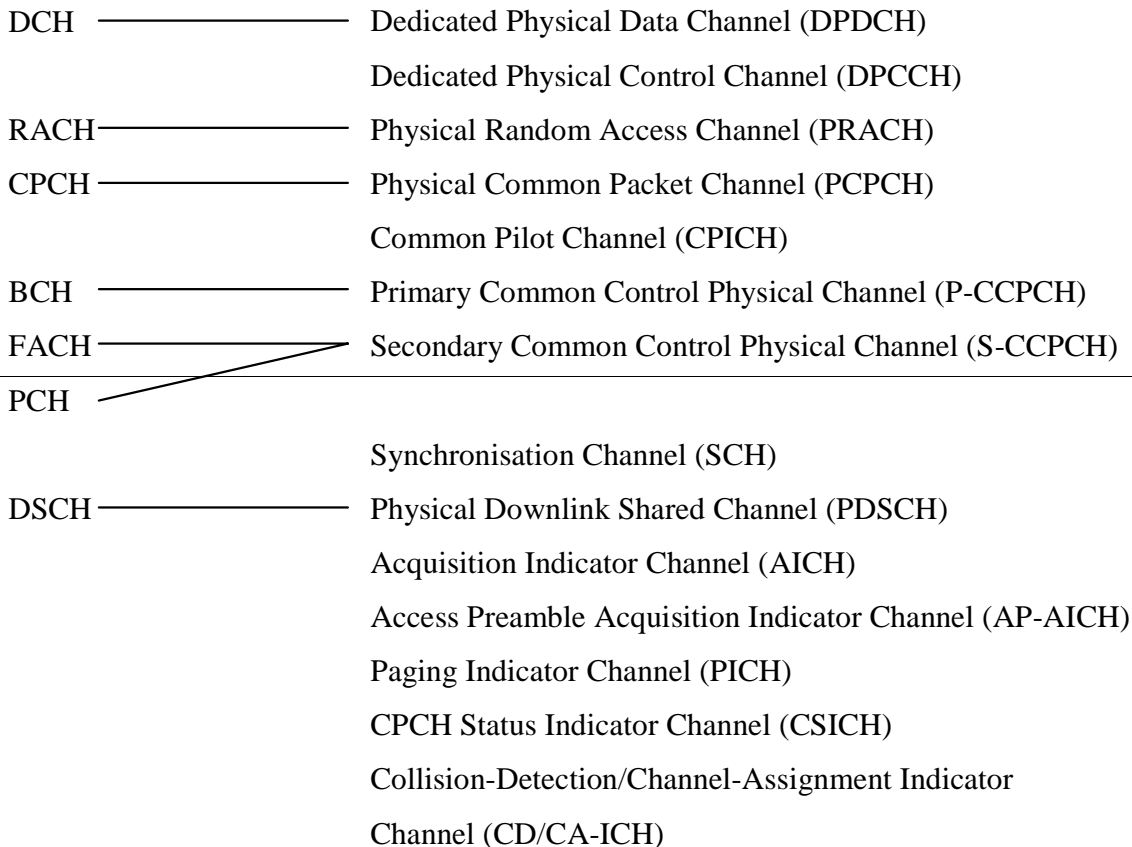 DCH Dedicated Physical Data Channel (DPDCH)
Dedicated Physical Control Channel (DPCCH)
RACH Physical Random Access Channel (PRACH)
CPCH Physical Common Packet Channel (PCPCH)
Common Pilot Channel (CPICH)
BCH Primary Common Control Physical Channel (P-CCPCH)
FACH Secondary Common Control Physical Channel (S-CCPCH)
PCH
Synchronisation Channel (SCH)
DSCH Physical Downlink Shared Channel (PDSCH)
Acquisition Indicator Channel (AICH)
Access Preamble Acquisition Indicator Channel (AP-AICH)
Paging Indicator Channel (PICH)
CPCH Status Indicator Channel (CSICH)
Collision-Detection/Channel-Assignment Indicator
Channel (CD/CA-ICH)